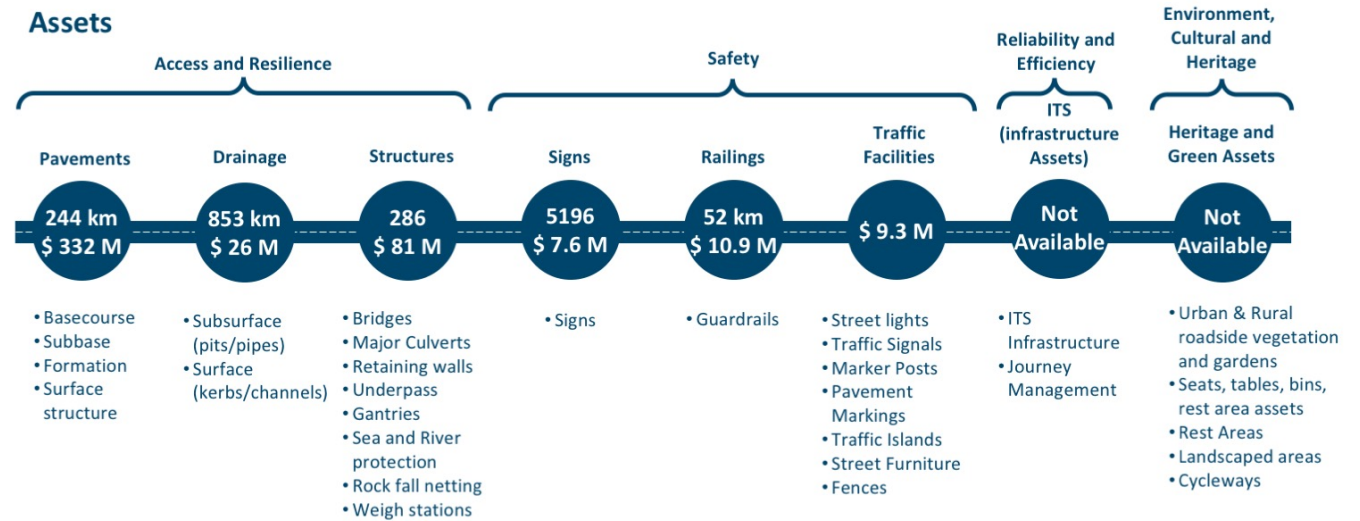 Assets
Access and Resilience
Safety
Reliability and
Efficiency
Environment,
Cultural and
Heritage
Pavements
Drainage
Structures
Signs
Railings
Traffic
Facilities
ITS
(infrastructure
Assets)
Heritage and
Green Assets
244 km
$ 332 M
853 km
$ 26 M
286
$ 81 M
5196
$ 7.6 M
52 km
$ 10.9 M
$ 9.3 M
Not
Available
Not
Available
• Basecourse
• Subbase
• Formation
• Surface
structure
• Subsurface
(pits/pipes)
• Surface
(kerbs/channels)
• Bridges
• Major Culverts
• Retaining walls
• Underpass
• Gantries
• Sea and River
protection
• Rock fall netting
• Weigh stations
• Signs
• Guardrails
• Street lights
• Traffic Signals
• Marker Posts
• Pavement
Markings
• Traffic Islands
• Street Furniture
• Fences
• ITS
Infrastructure
• Journey
Management
• Urban & Rural
roadside vegetation
and gardens
• Seats, tables, bins,
rest area assets
• Rest Areas
• Landscaped areas
• Cycleways